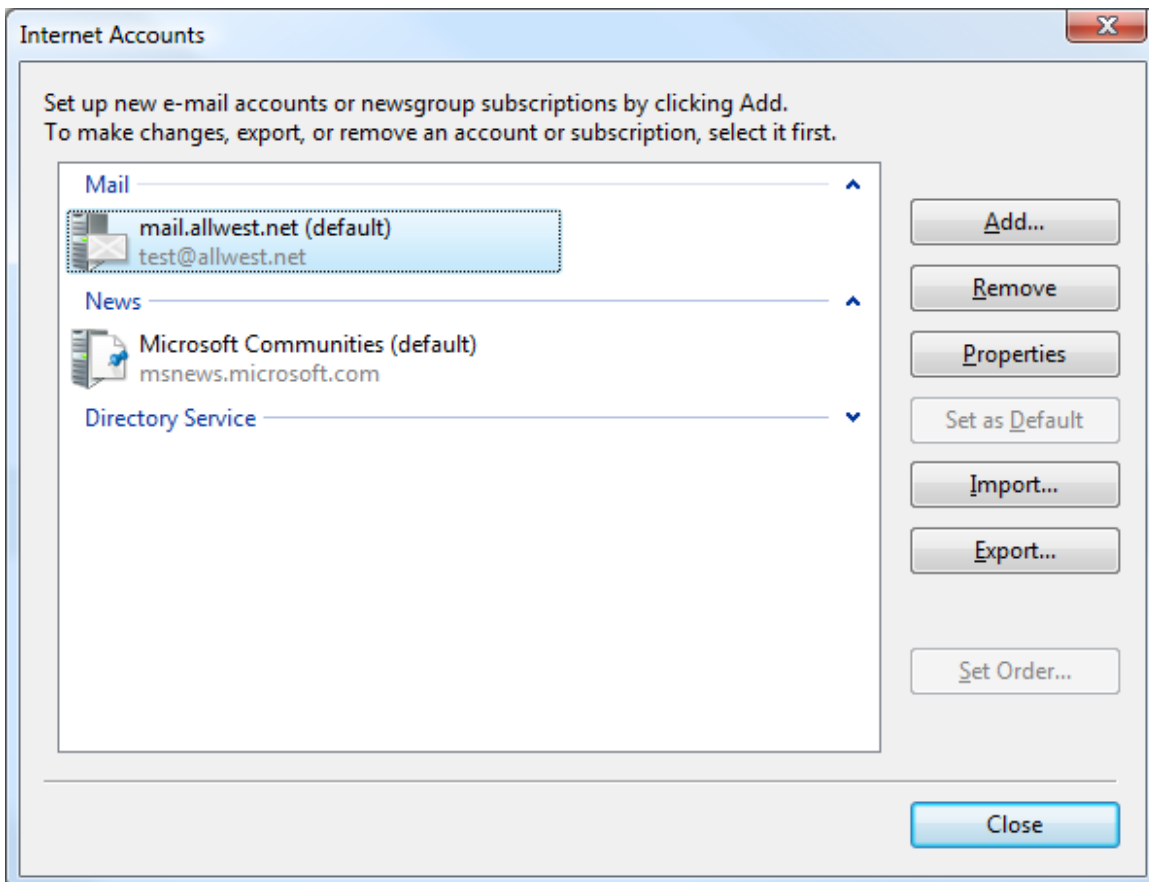 Internet Accounts
Set up new e-mail accounts or newsgroup subscriptions by clicking Add.
To make changes, export, or remove an account or subscription, select it first.
Mail
mail.allwest.net (default)
test@allwest.net
News
Microsoft Communities (default)
msnews.microsoft.com
Directory Service
Add...
Remove
Properties
Set as Default
Import...
Export...
Set Order...
Close